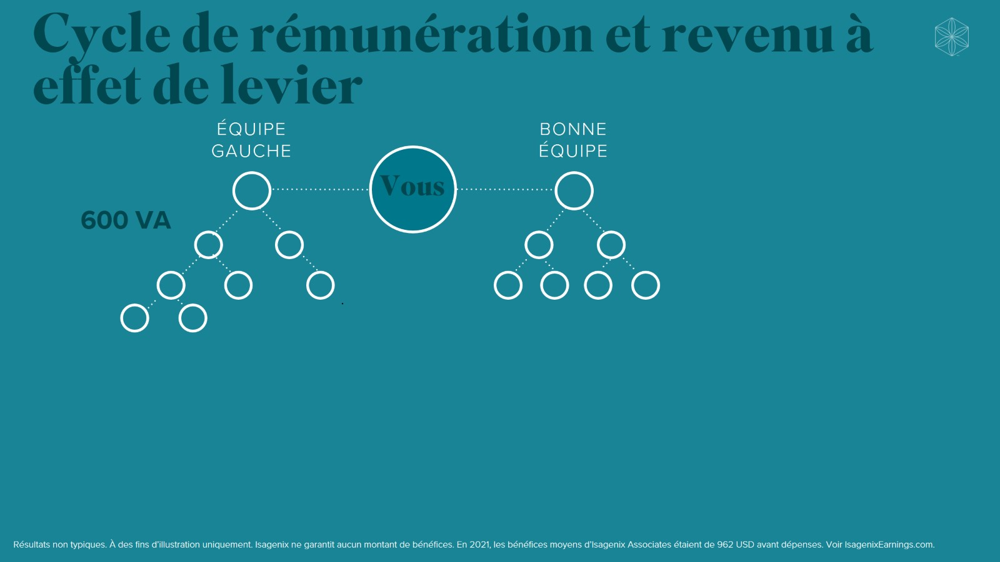 Cycle de rémunération et revenu à
effet de levier
ÉQUIPE
GAUCHE
BONNE
ÉQUIPE
Vous
600 VA
Résultats non typiques. À des fins d'illustration uniquement. Isagenix ne garantit aucun montant de bénéfices. En 2021, les bénéfices moyens d'Isagenix Associates étaient de 962 USD avant dépenses. Voir IsagenixEarnings.com.